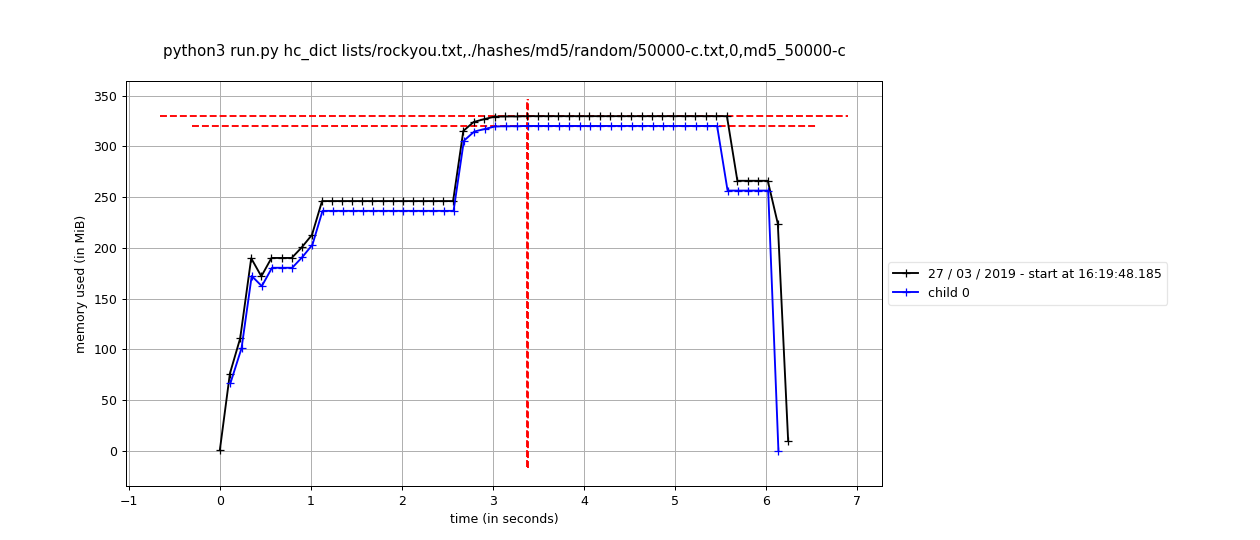 python3 run.py hc_dict lists/rockyou.txt,./hashes/md5/random/50000-c.txt,0,md5_50000-c
350
300
250
200
150
100
50
0
memory used (in MiB)
−1 0 1 2 3 4 5 6 7
time (in seconds)
27 / 03 / 2019 - start at 16:19:48.185
child 0